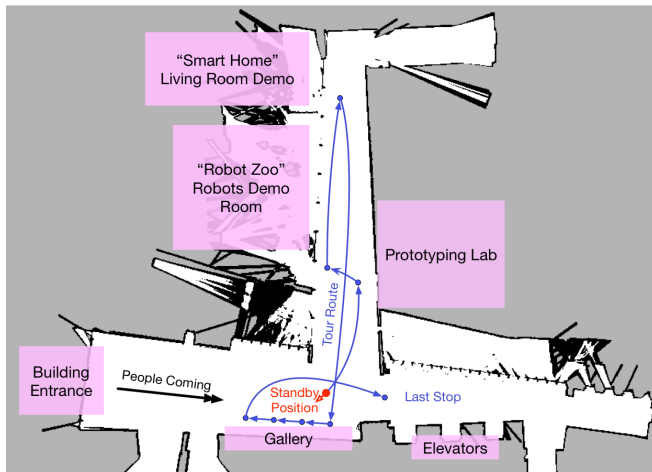 “Smart Home”
Living Room Demo
“Robot Zoo”
Robots Demo
Room
Prototyping Lab
Tour Route
Building
Entrance
People Coming
Standby
Position
Last Stop
Gallery
Elevators